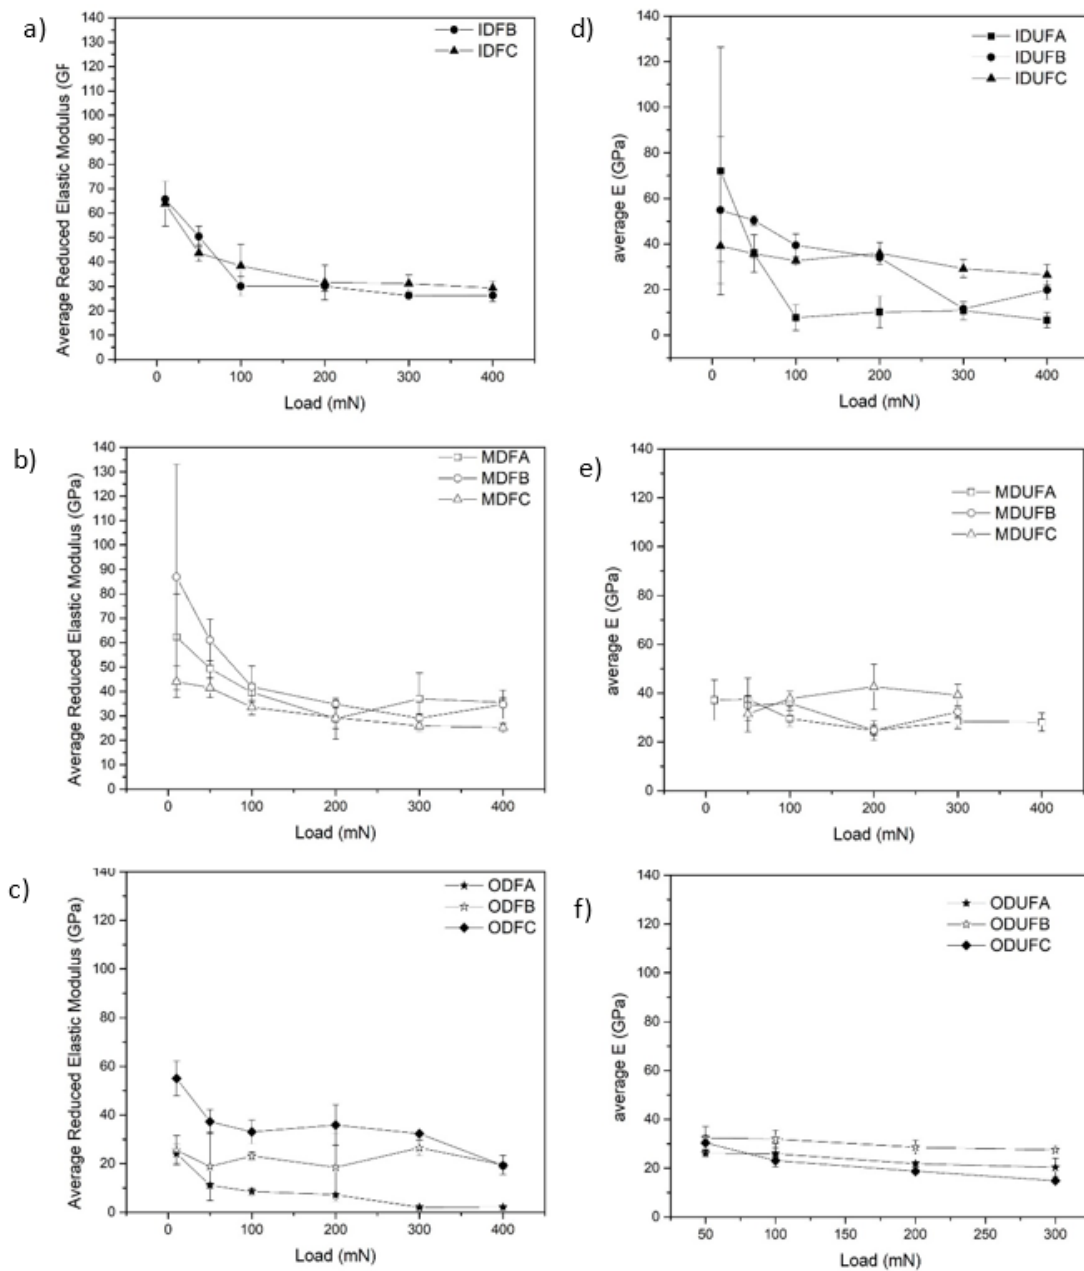 a)
IDFB
IDFC
Average Reduced Elastic Modulus (GF
140
130
120
110
100
90
80
70
60
50
40
30
20
10
0
0 100 200 300 400
Load (mN)
d)
IDUFA
IDUFB
IDUFC
average E (GPa)
140
120
100
80
60
40
20
0
0 100 200 300 400
Load (mN)
b)
MDFA
MDFB
MDFC
Average Reduced Elastic Modulus (GPa)
140
130
120
110
100
90
80
70
60
50
40
30
20
10
0
0 100 200 300 400
Load (mN)
e)
MDUFA
MDUFB
MDUFC
average E (GPa)
140
120
100
80
60
40
20
0
0 100 200 300 400
Load (mN)
c)
ODFA
ODFB
ODFC
Average Reduced Elastic Modulus (GPa)
140
120
100
80
60
40
20
0
0 100 200 300 400
Load (mN)
f)
ODUFA
ODUFB
ODUFC
average E (GPa)
140
120
100
80
60
40
20
0
50 100 150 200 250 300
Load (mN)